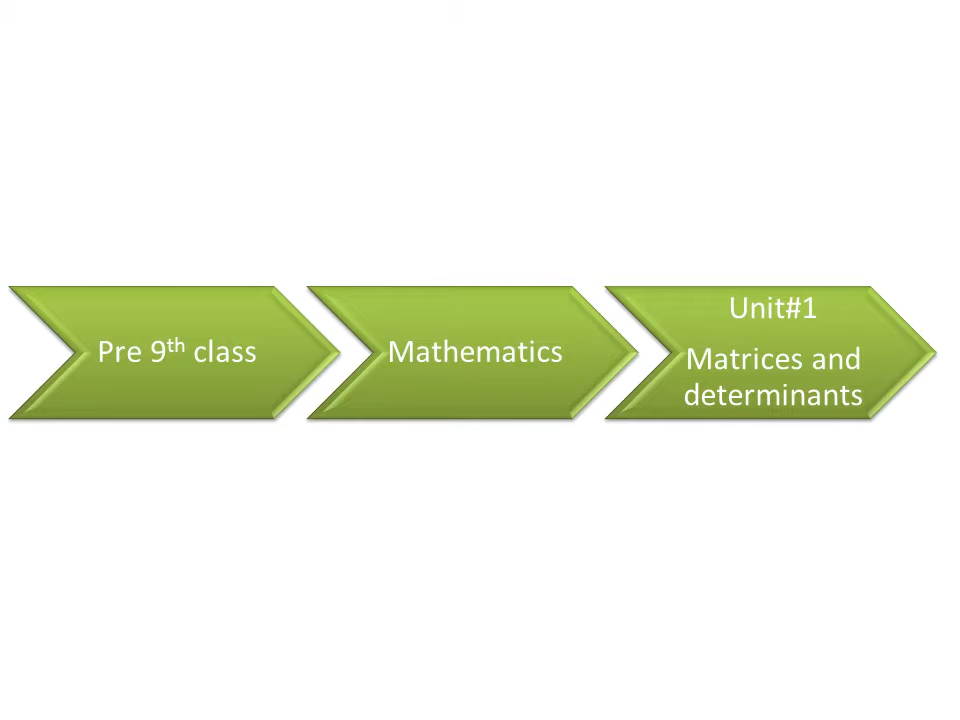 Pre 9th class
Mathematics
Unit#1
Matrices and
determinants